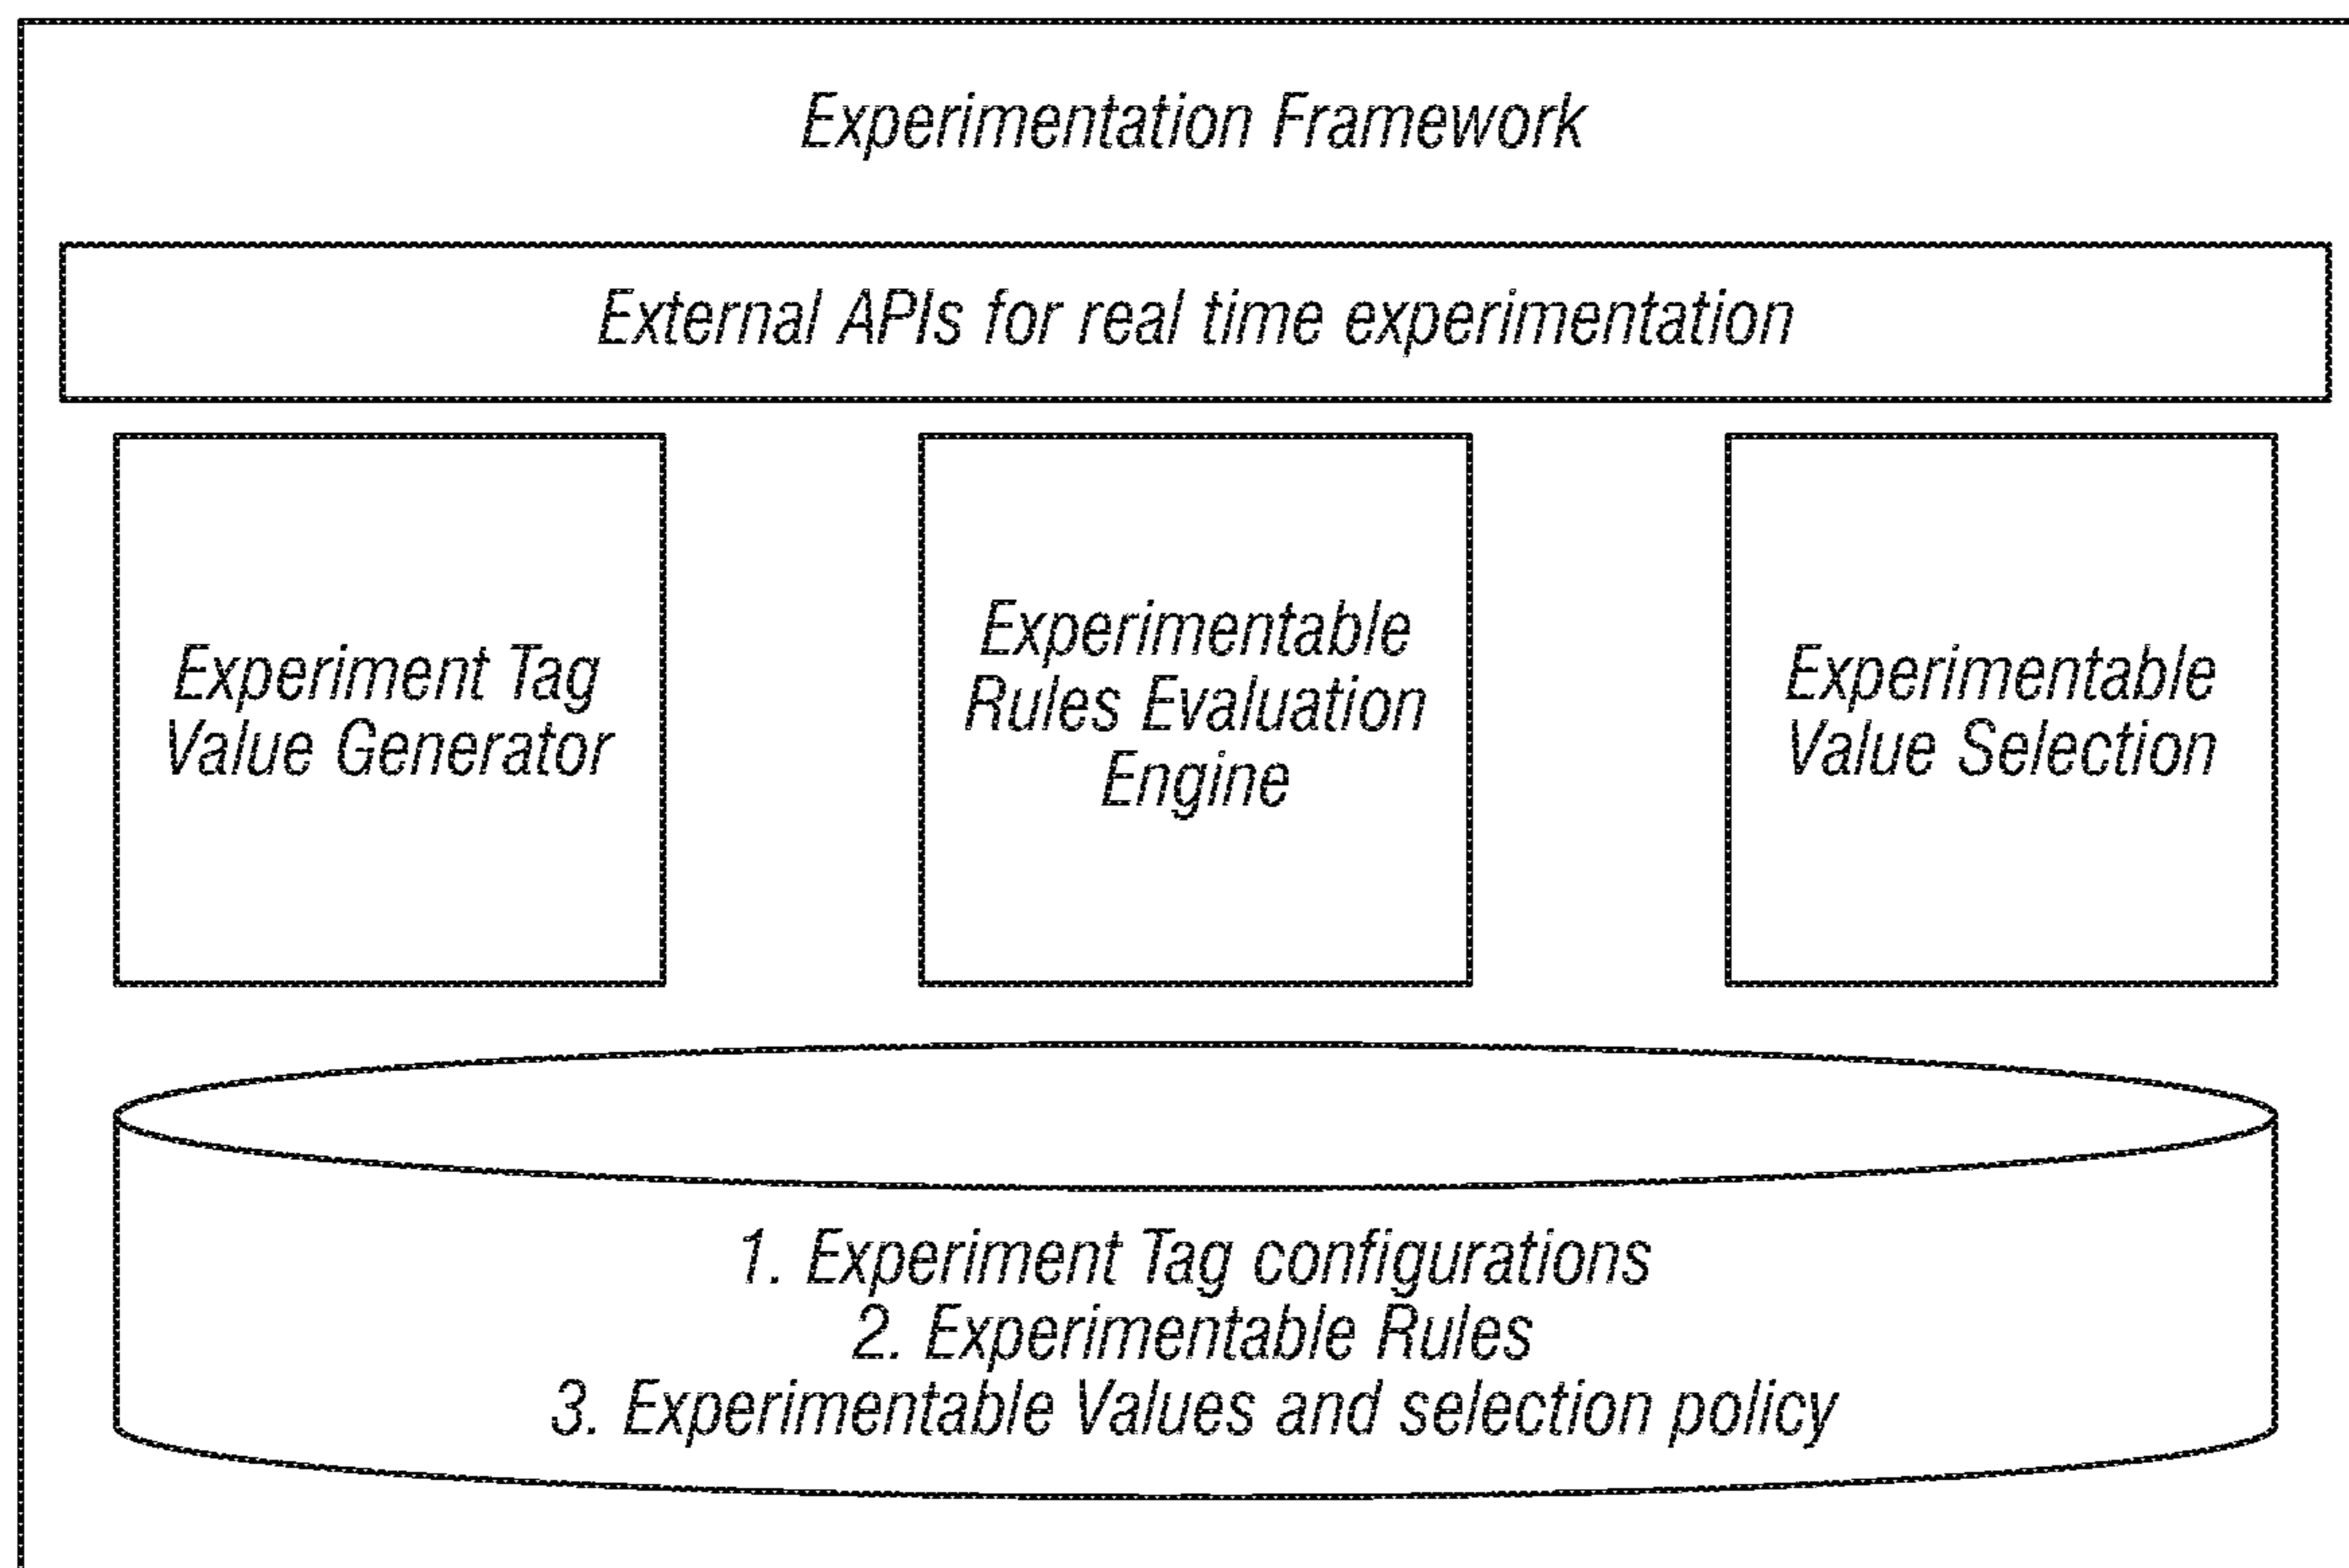 Experimentation Framework
External APIs for real time experimentation
Experiment Tag
Value Generator
Experimentable
Rules Evaluation
Engine
Experimentable
Value Selection
1. Experiment Tag configurations
2. Experimentable Rules
3. Experimentable Values and selection policy